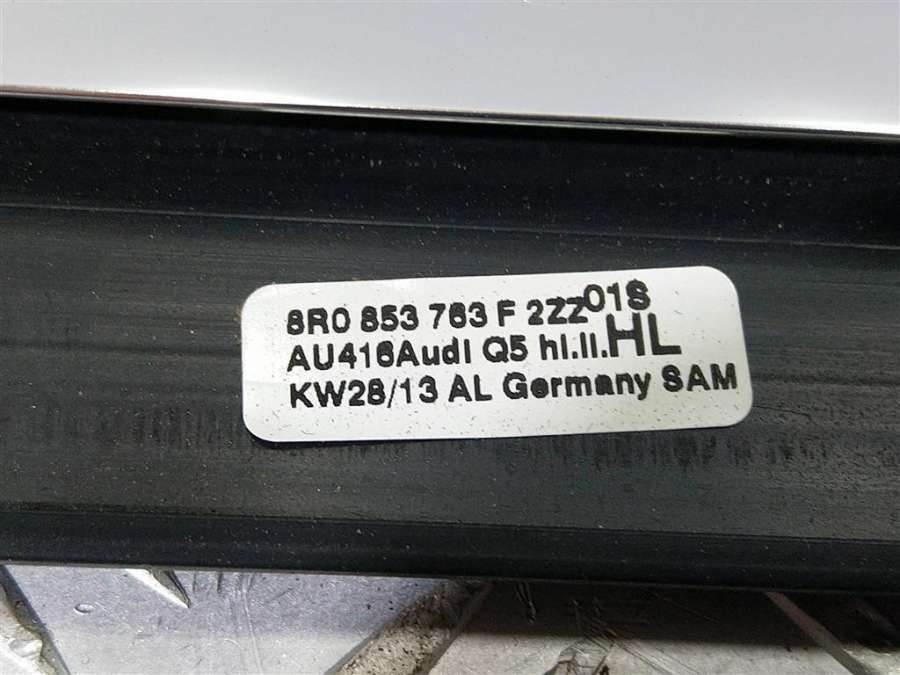 8R0 853 763 F 2ZZ 01S
AU416Audi Q5 hl.li. HL
KW28/13 AL Germany SAM